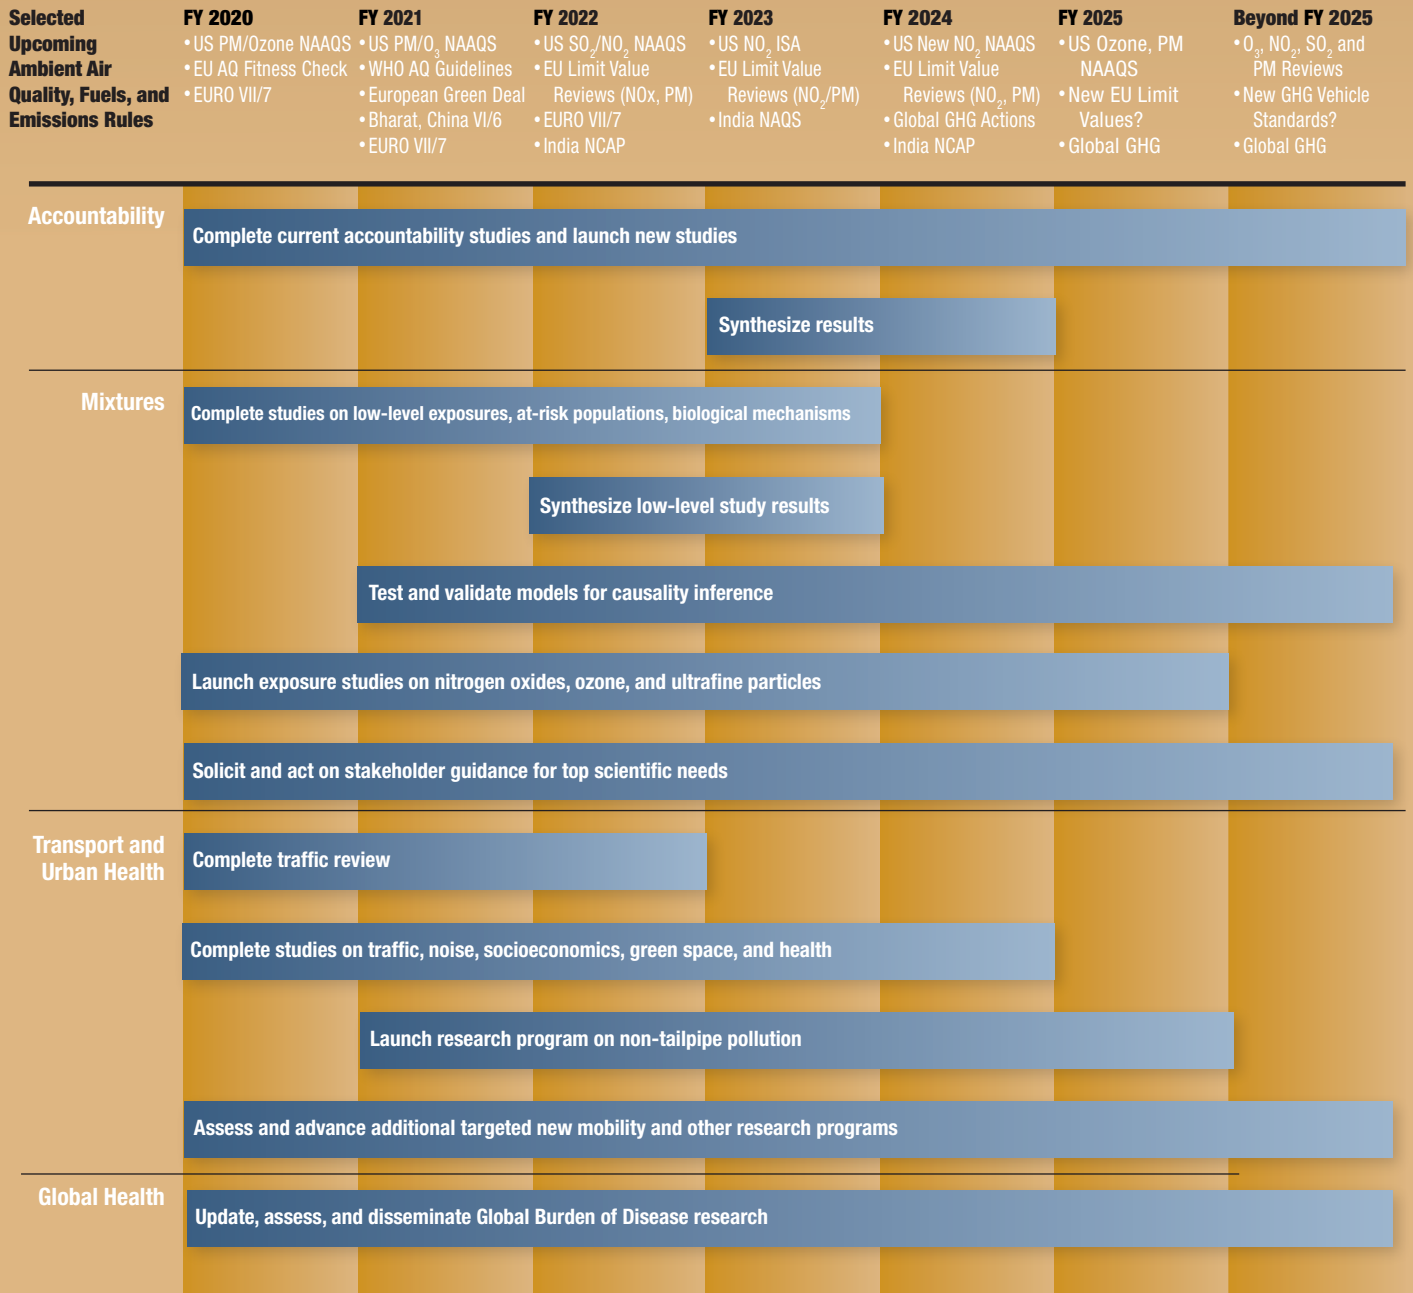 Selected
Upcoming
Ambient Air
Quality, Fuels, and
Emissions Rules
FY 2020
• US PM/Ozone NAAQS
• EU AQ Fitness Check
• EURO VII/7
FY 2021
• US PM/O₃ NAAQS
• WHO AQ Guidelines
• European Green Deal
• Bharat, China VI/6
• EURO VII/7
FY 2022
• US SO₂/NO₂ NAAQS
• EU Limit Value
Reviews (NOx, PM)
• EURO VII/7
• India NCAP
FY 2023
• US NO₂ ISA
• EU Limit Value
Reviews (NO₂/PM)
• India NAQS
FY 2024
• US New NO₂ NAAQS
• EU Limit Value
Reviews (NO₂, PM)
• Global GHG Actions
• India NCAP
FY 2025
• US Ozone, PM
NAAQS
• New EU Limit
Values?
• Global GHG
Beyond FY 2025
• O₃, NO₂, SO₂ and
PM Reviews
• New GHG Vehicle
Standards?
• Global GHG
Accountability
Complete current accountability studies and launch new studies
Synthesize results
Mixtures
Complete studies on low-level exposures, at-risk populations, biological mechanisms
Synthesize low-level study results
Test and validate models for causality inference
Launch exposure studies on nitrogen oxides, ozone, and ultrafine particles
Solicit and act on stakeholder guidance for top scientific needs
Transport and
Urban Health
Complete traffic review
Complete studies on traffic, noise, socioeconomics, green space, and health
Launch research program on non-tailpipe pollution
Assess and advance additional targeted new mobility and other research programs
Global Health
Update, assess, and disseminate Global Burden of Disease research